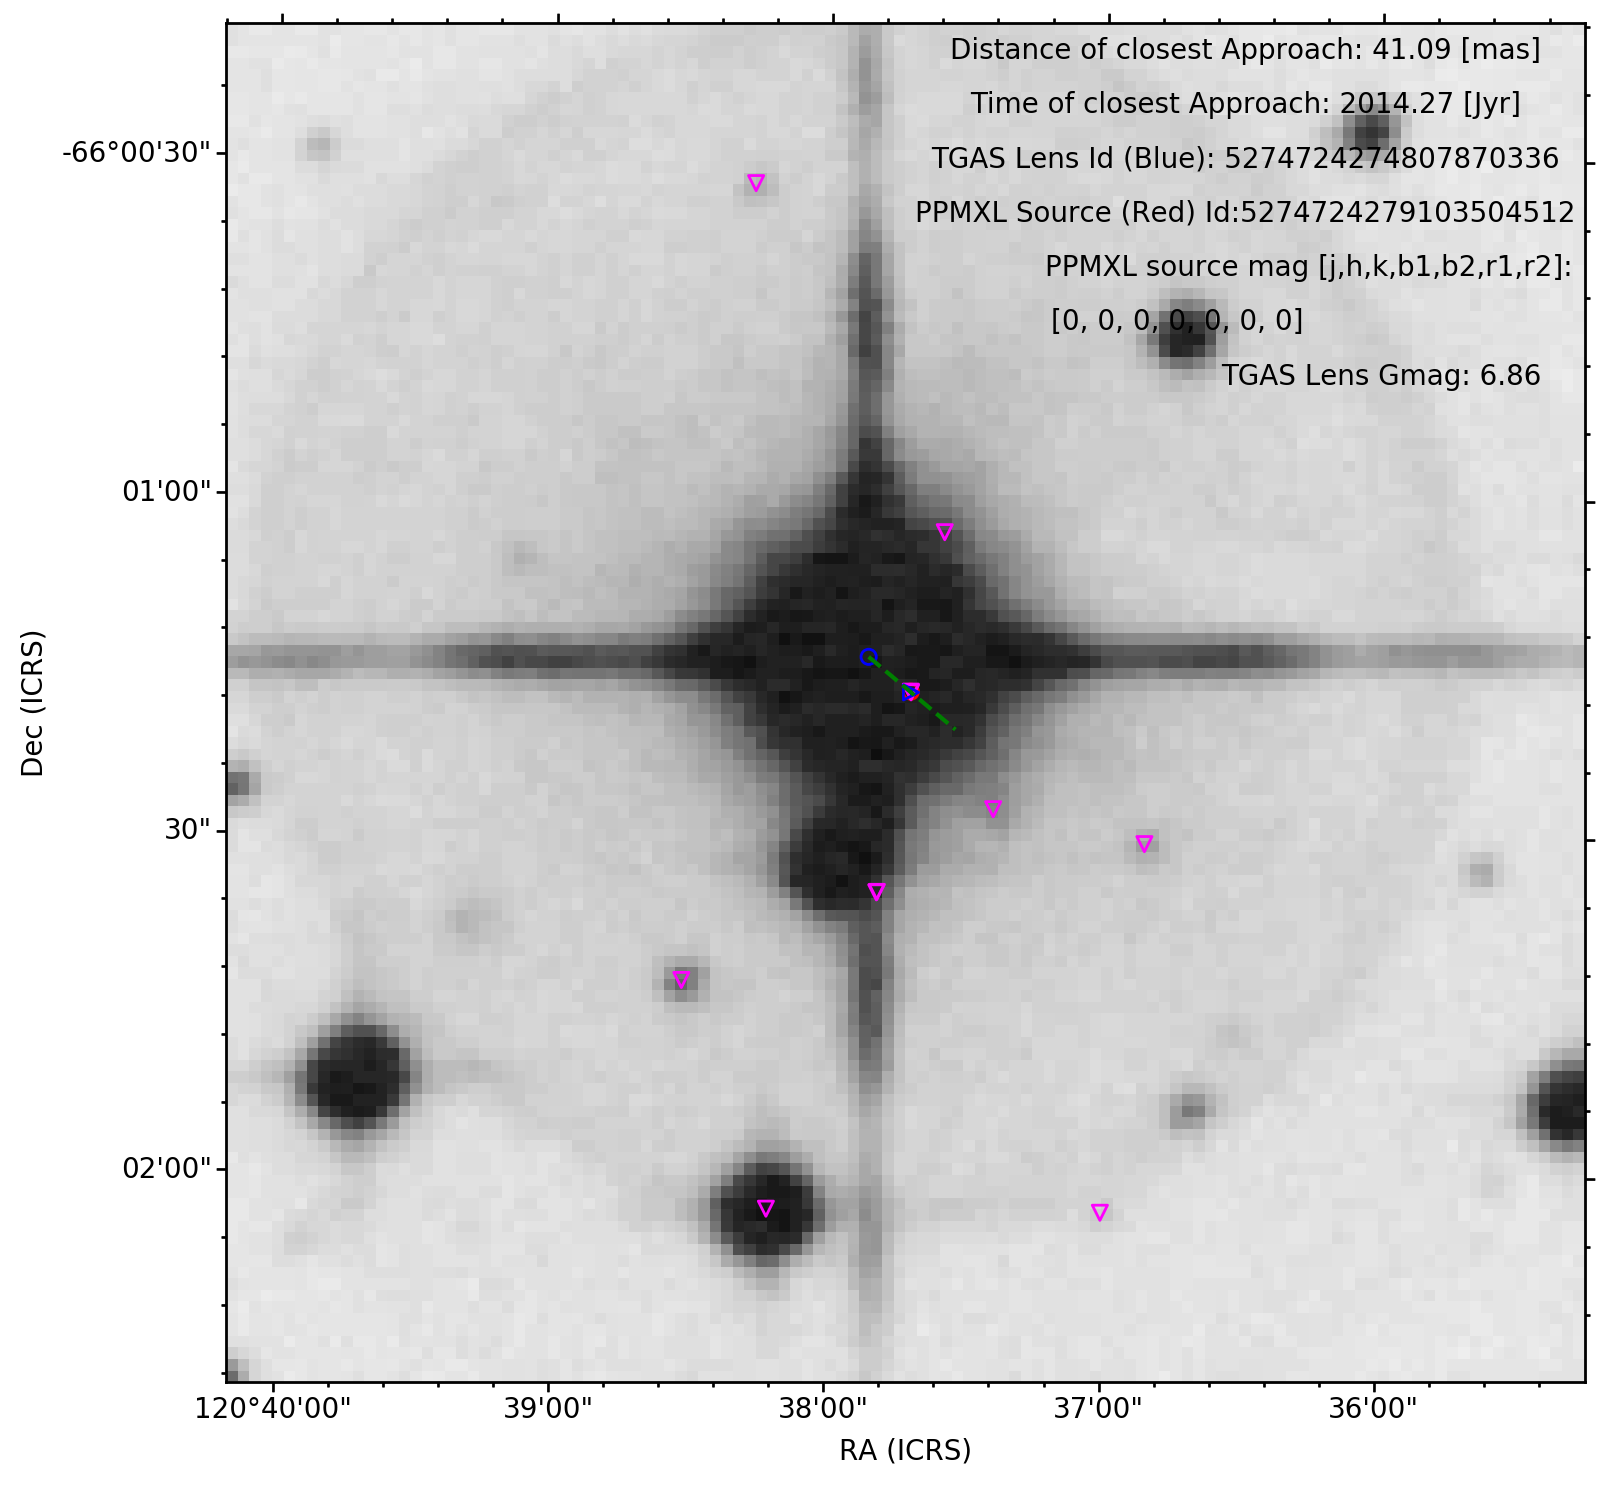 Distance of closest Approach: 41.09 [mas]
Time of closest Approach: 2014.27 [Jyr]
TGAS Lens Id (Blue): 5274724274807870336
PPMXL Source (Red) Id:5274724279103504512
PPMXL source mag [j,h,k,b1,b2,r1,r2]:
[0, 0, 0, 0, 0, 0, 0]
TGAS Lens Gmag: 6.86
-66°00'30"
01'00"
30"
02'00"
Dec (ICRS)
120°40'00" 39'00" 38'00" 37'00" 36'00"
RA (ICRS)